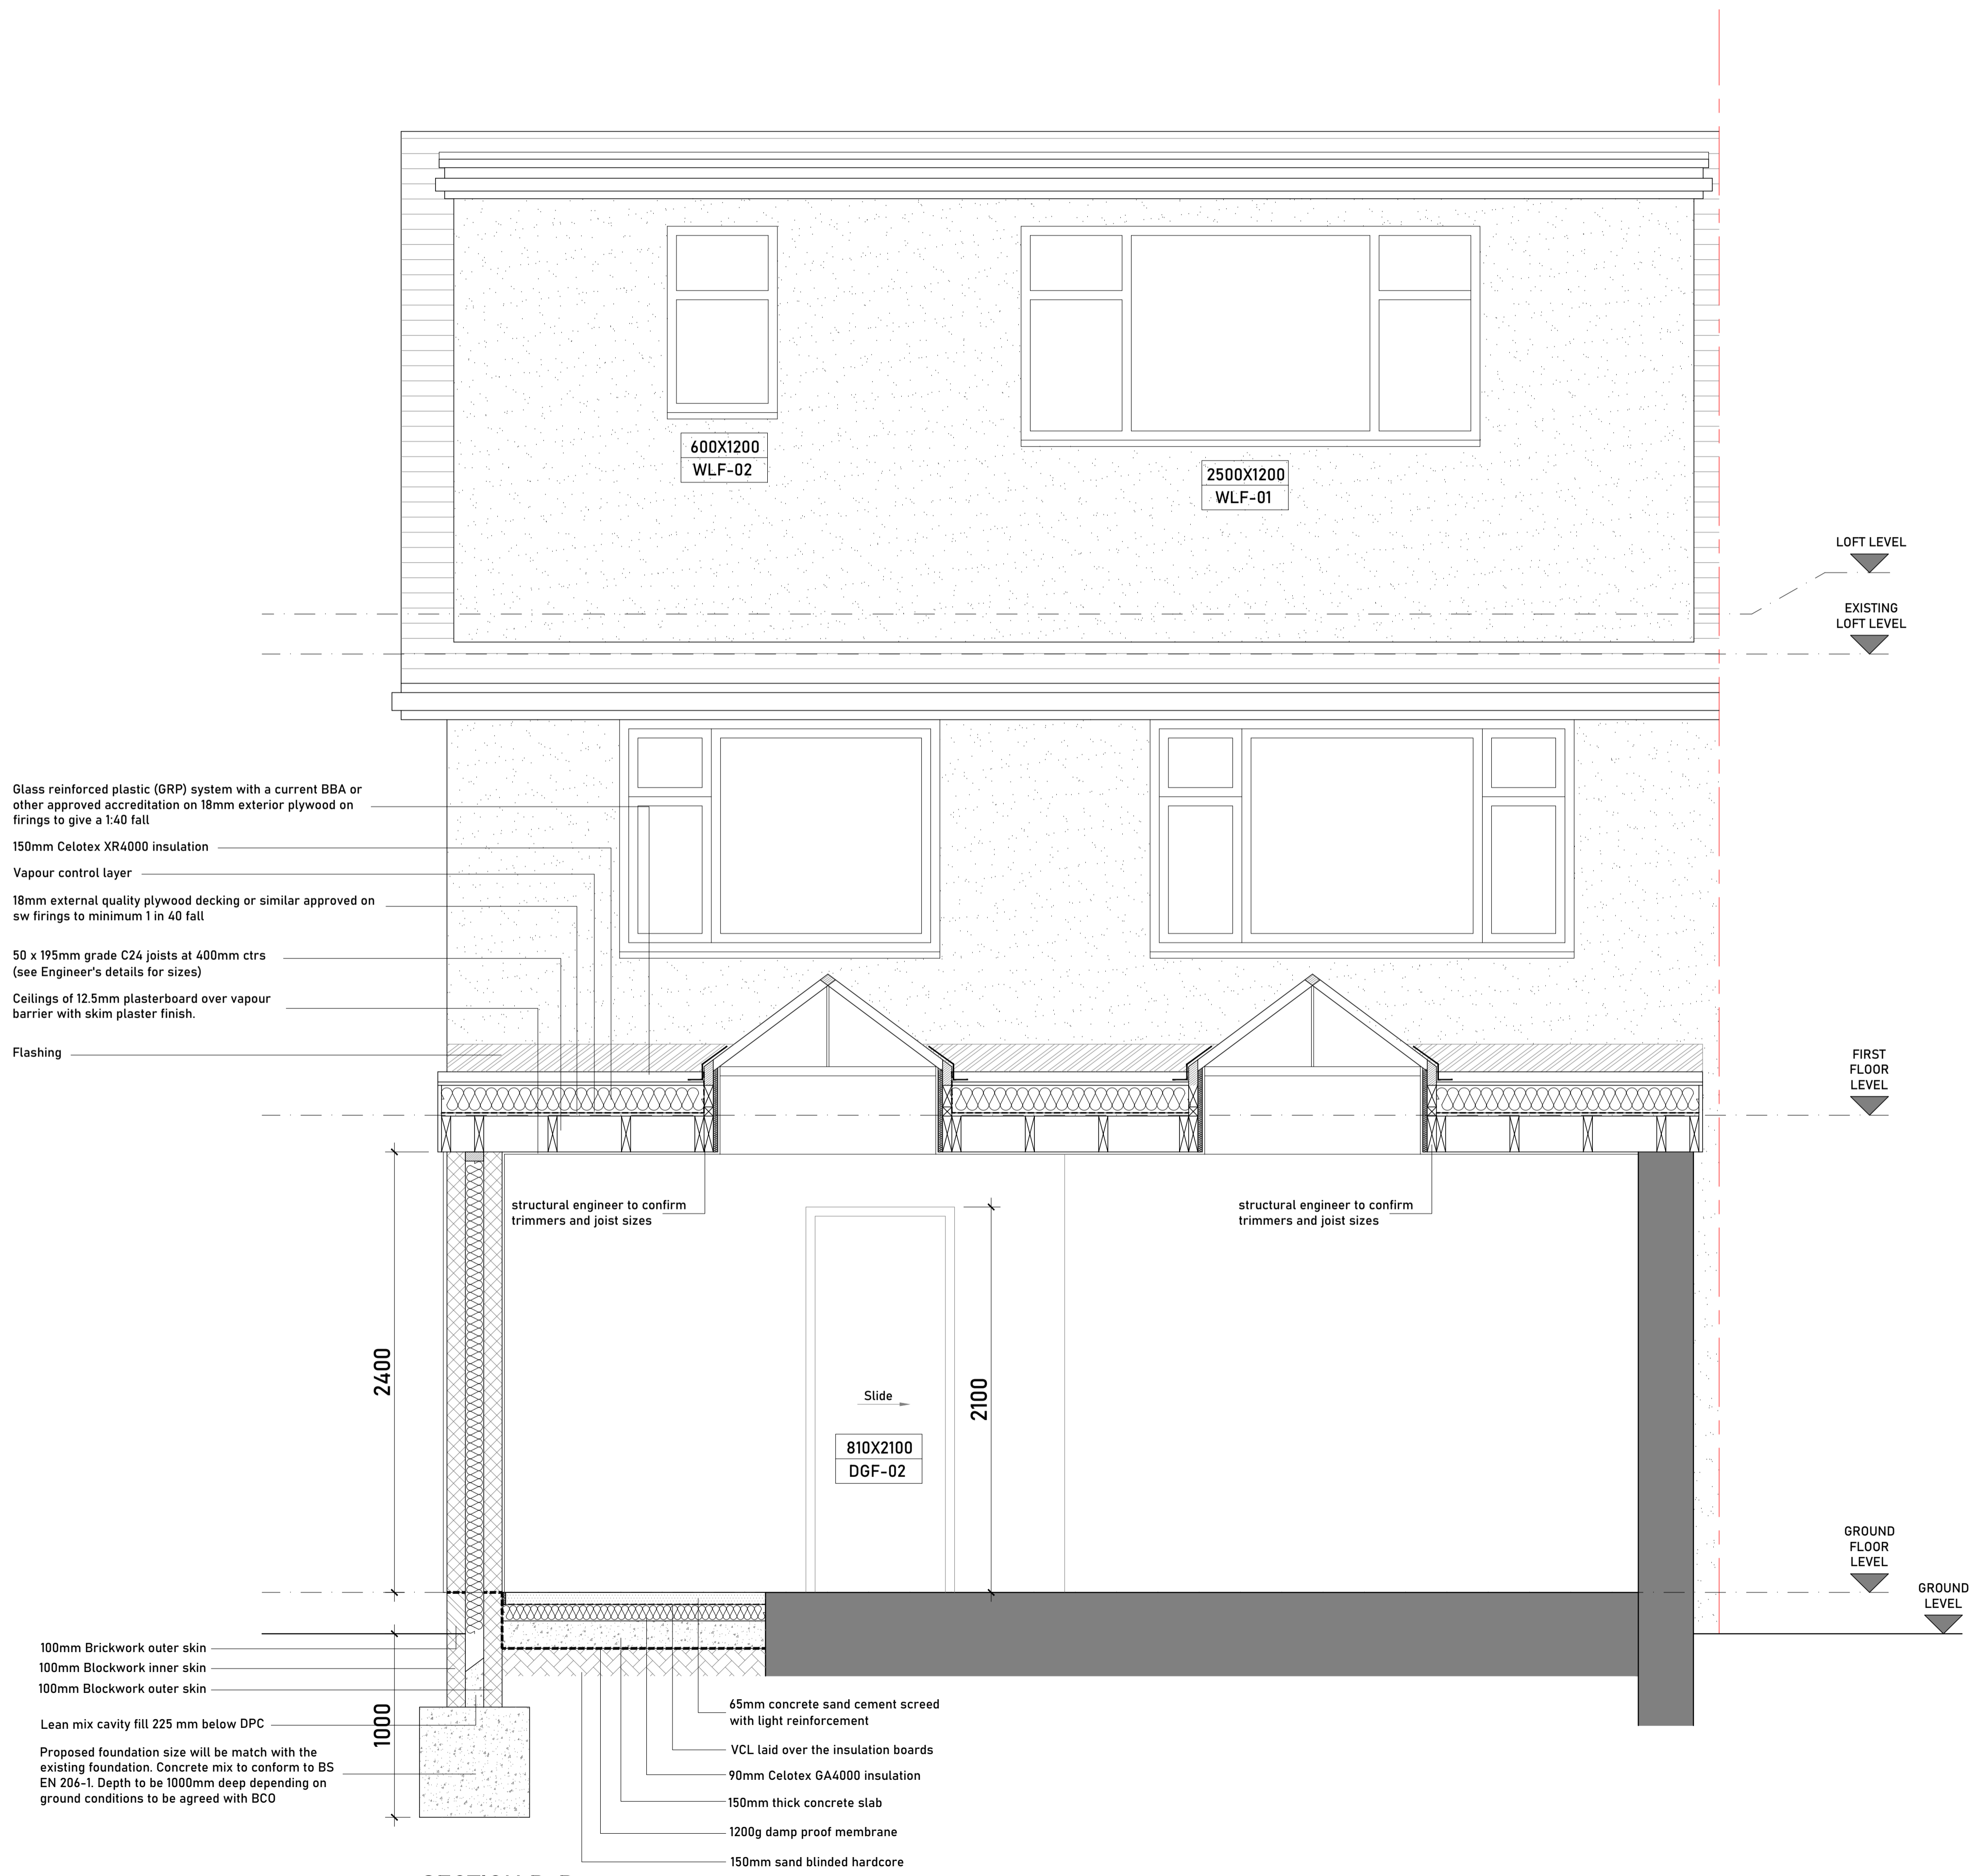 600X1200
WLF-02
2500X1200
WLF-01
LOFT LEVEL
EXISTING
LOFT LEVEL
Glass reinforced plastic (GRP) system with a current BBA or
other approved accreditation on 18mm exterior plywood on
firings to give a 1:40 fall
150mm Celotex XR4000 insulation
Vapour control layer
18mm external quality plywood decking or similar approved on
sw firings to minimum 1 in 40 fall
50 x 195mm grade C24 joists at 400mm ctrs
(see Engineer's details for sizes)
Ceilings of 12.5mm plasterboard over vapour
barrier with skim plaster finish.
Flashing
FIRST
FLOOR
LEVEL
structural engineer to confirm
trimmers and joist sizes
structural engineer to confirm
trimmers and joist sizes
2400
2100
Slide
810X2100
DGF-02
GROUND
FLOOR
LEVEL
GROUND
LEVEL
100mm Brickwork outer skin
100mm Blockwork inner skin
100mm Blockwork outer skin
Lean mix cavity fill 225 mm below DPC
1000
Proposed foundation size will be match with the
existing foundation. Concrete mix to conform to BS
EN 206-1. Depth to be 1000mm deep depending on
ground conditions to be agreed with BCO
65mm concrete sand cement screed
with light reinforcement
VCL laid over the insulation boards
90mm Celotex GA4000 insulation
150mm thick concrete slab
1200g damp proof membrane
150mm sand blinded hardcore